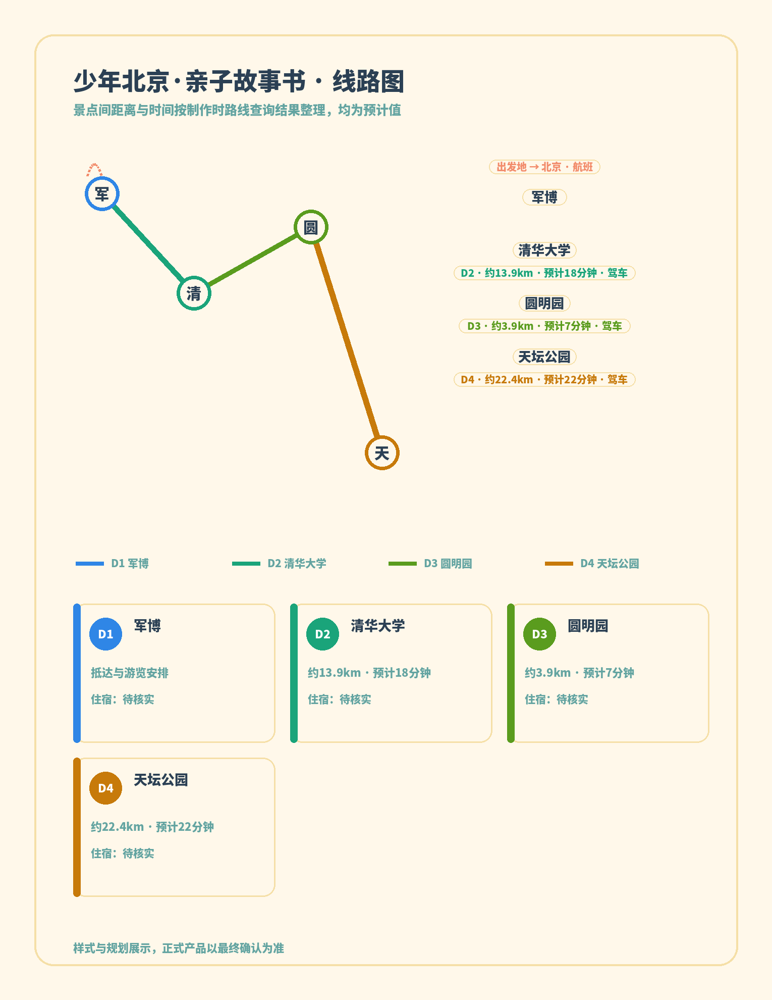 少年北京·亲子故事书 · 线路图
景点间距离与时间按制作时路线查询结果整理，均为预计值
军
清
圆
天
出发地 → 北京 · 航班
军博
清华大学
D2 · 约13.9km · 预计18分钟 · 驾车
圆明园
D3 · 约3.9km · 预计7分钟 · 驾车
天坛公园
D4 · 约22.4km · 预计22分钟 · 驾车
D1 军博
D2 清华大学
D3 圆明园
D4 天坛公园
D1
军博
抵达与游览安排
住宿：待核实
D2
清华大学
约13.9km · 预计18分钟
住宿：待核实
D3
圆明园
约3.9km · 预计7分钟
住宿：待核实
D4
天坛公园
约22.4km · 预计22分钟
住宿：待核实
样式与规划展示，正式产品以最终确认为准